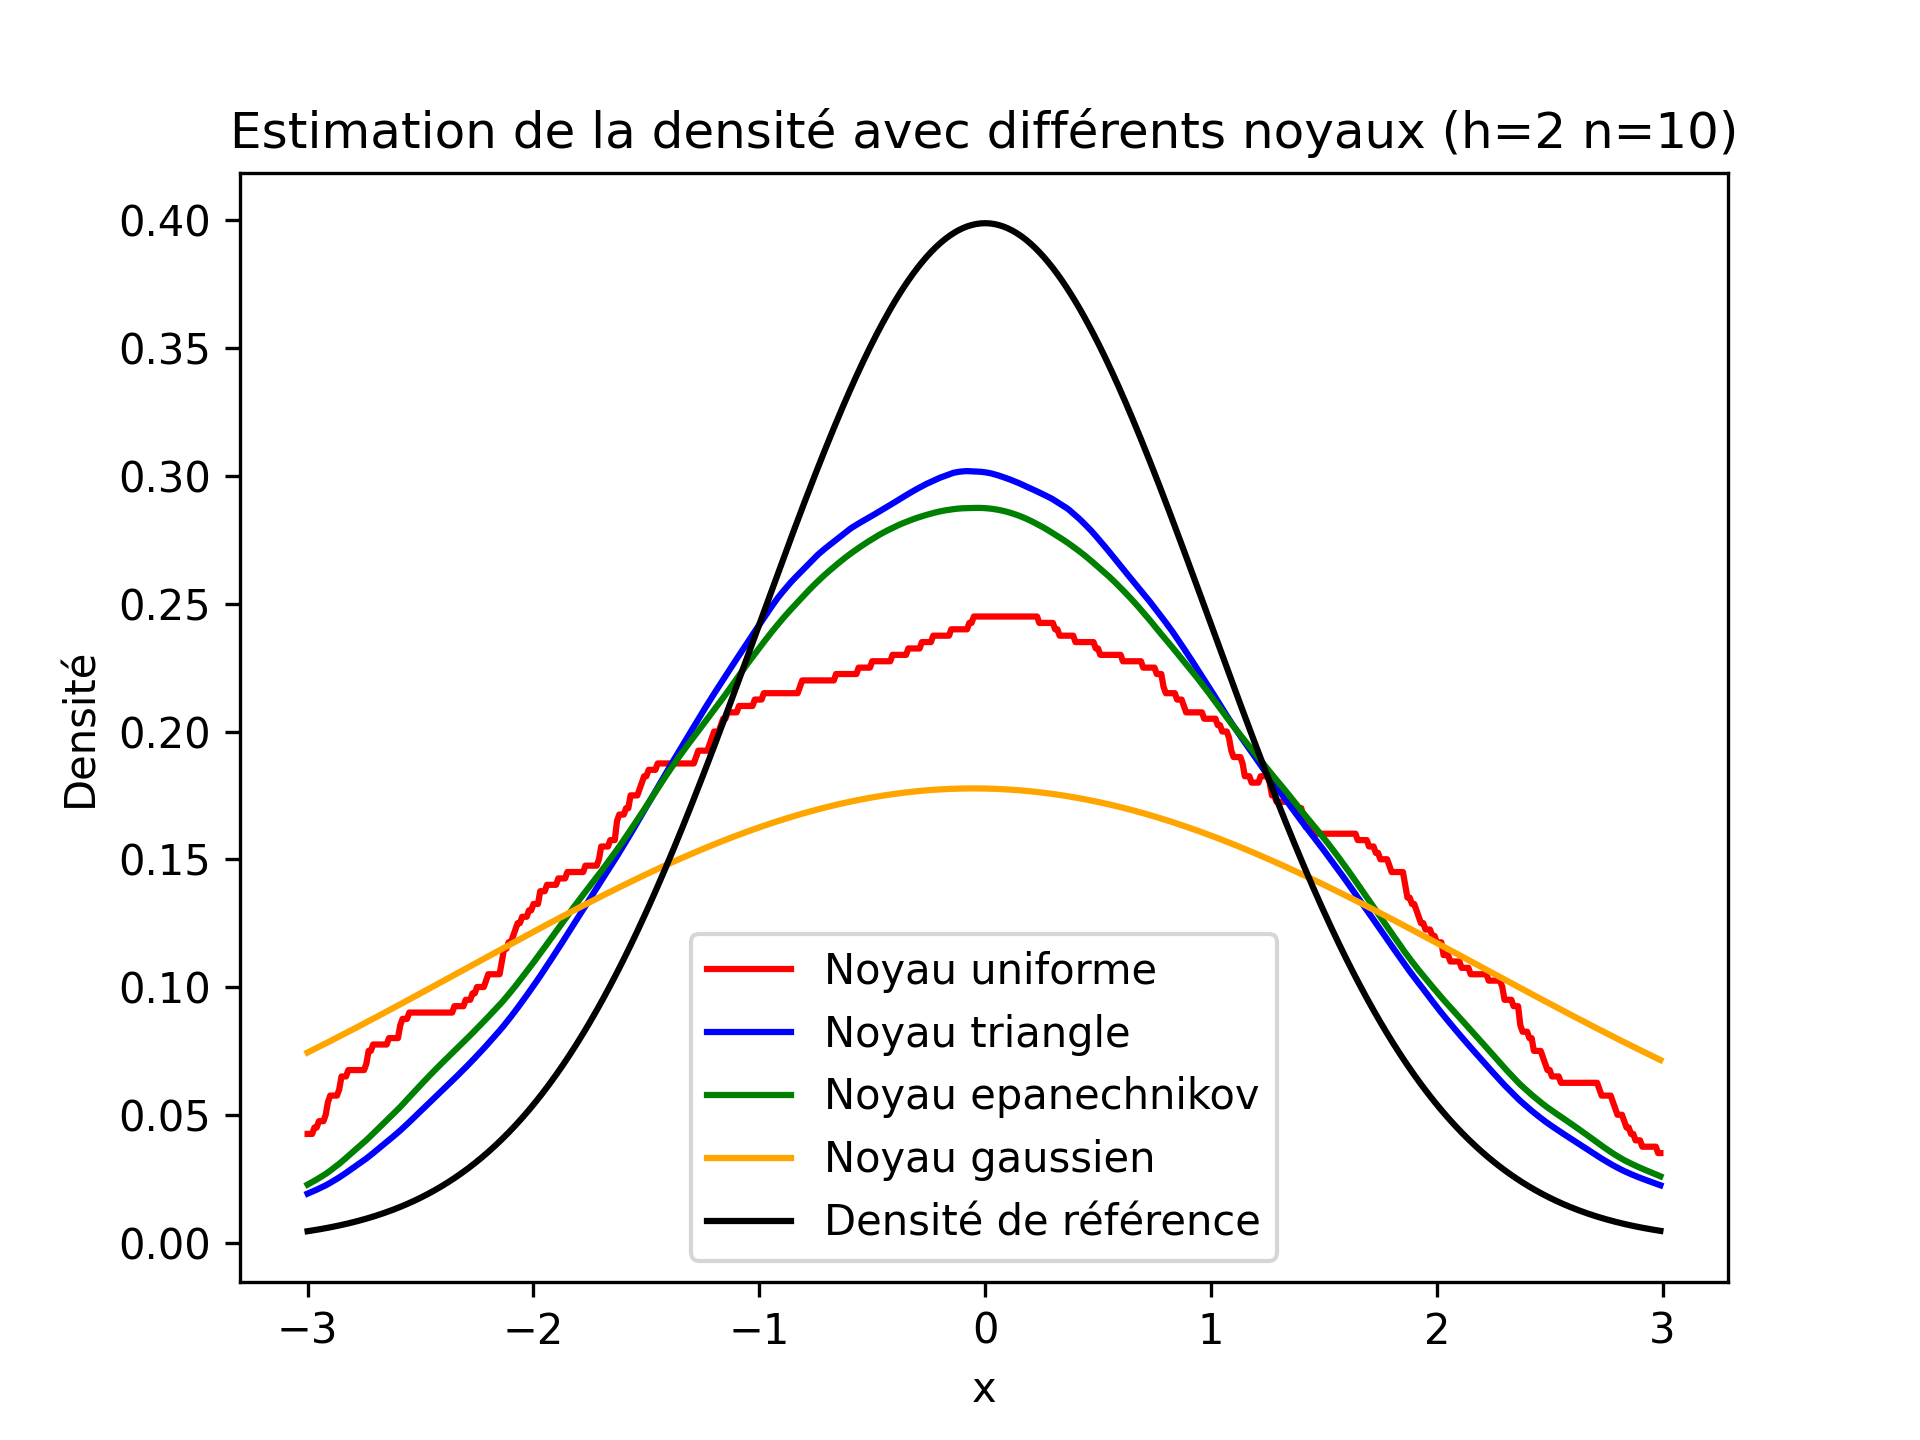 Estimation de la densité avec différents noyaux (h=2 n=10)
0.40
0.35
0.30
0.25
0.20
0.15
0.10
0.05
0.00
Densité
Noyau uniforme
Noyau triangle
Noyau epanechnikov
Noyau gaussien
Densité de référence
−3 −2 −1 0 1 2 3
x